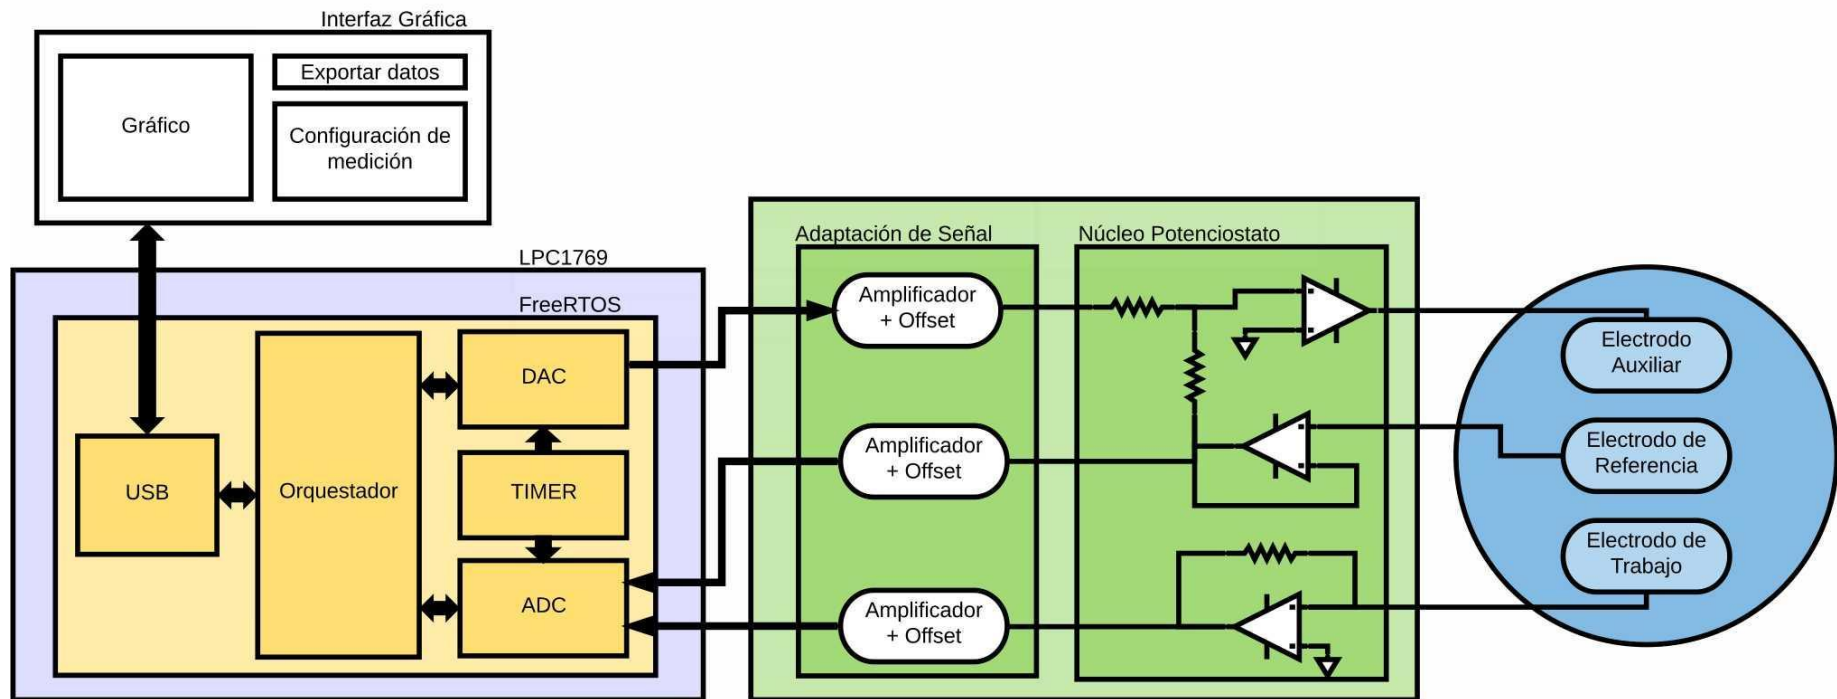 Interfaz Gráfica
Gráfico
Exportar datos
Configuración de
medición
LPC1769
FreeRTOS
USB
Orquestador
DAC
TIMER
ADC
Adaptación de Señal
Amplificador
+ Offset
Amplificador
+ Offset
Amplificador
+ Offset
Núcleo Potenciostato
Electrodo
Auxiliar
Electrodo de
Referencia
Electrodo de
Trabajo